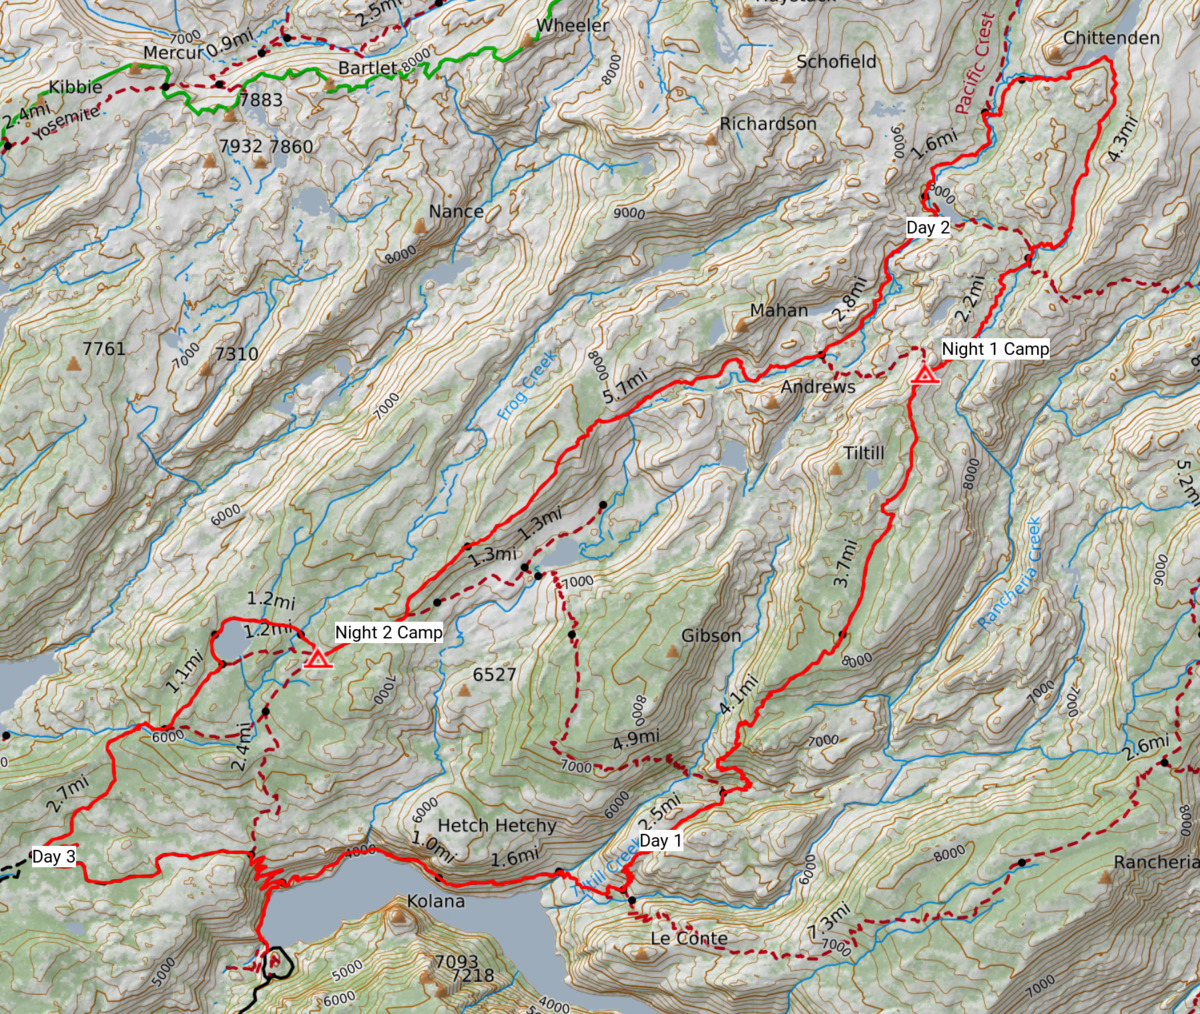 2.5mi
Haystack
Wheeler
Chittenden
7000
Mercur
0.9mi
Bartlet
8000
Schofield
8000
Pacific Crest
Kibbie
2.4mi
Yosemite
7883
Richardson
4.3mi
7932
7860
9000
1.6mi
8000
Nance
9000
Day 2
8000
2.8mi
2.2mi
Mahan
7761
7000
7310
Night 1 Camp
8000
Frog Creek
5.7mi
Andrews
7000
Tiltill
8000
5.2mi
6000
1.3mi
1.3mi
3.7mi
Rancheria Creek
9000
7000
1.2mi
1.2mi
Night 2 Camp
Gibson
8000
1.1mi
6527
7000
4.1mi
8000
7000
7000
6000
2.4mi
4.9mi
7000
2.6mi
7000
2.7mi
6000
6000
2.5mi
8000
Hetch Hetchy
Day 1
Day 3
4000
1.0mi
1.6mi
Tiltill Creek
6000
8000
Rancheria
Kolana
7.3mi
Le Conte
7000
5000
7093
5000
7218
6000
4000
7000